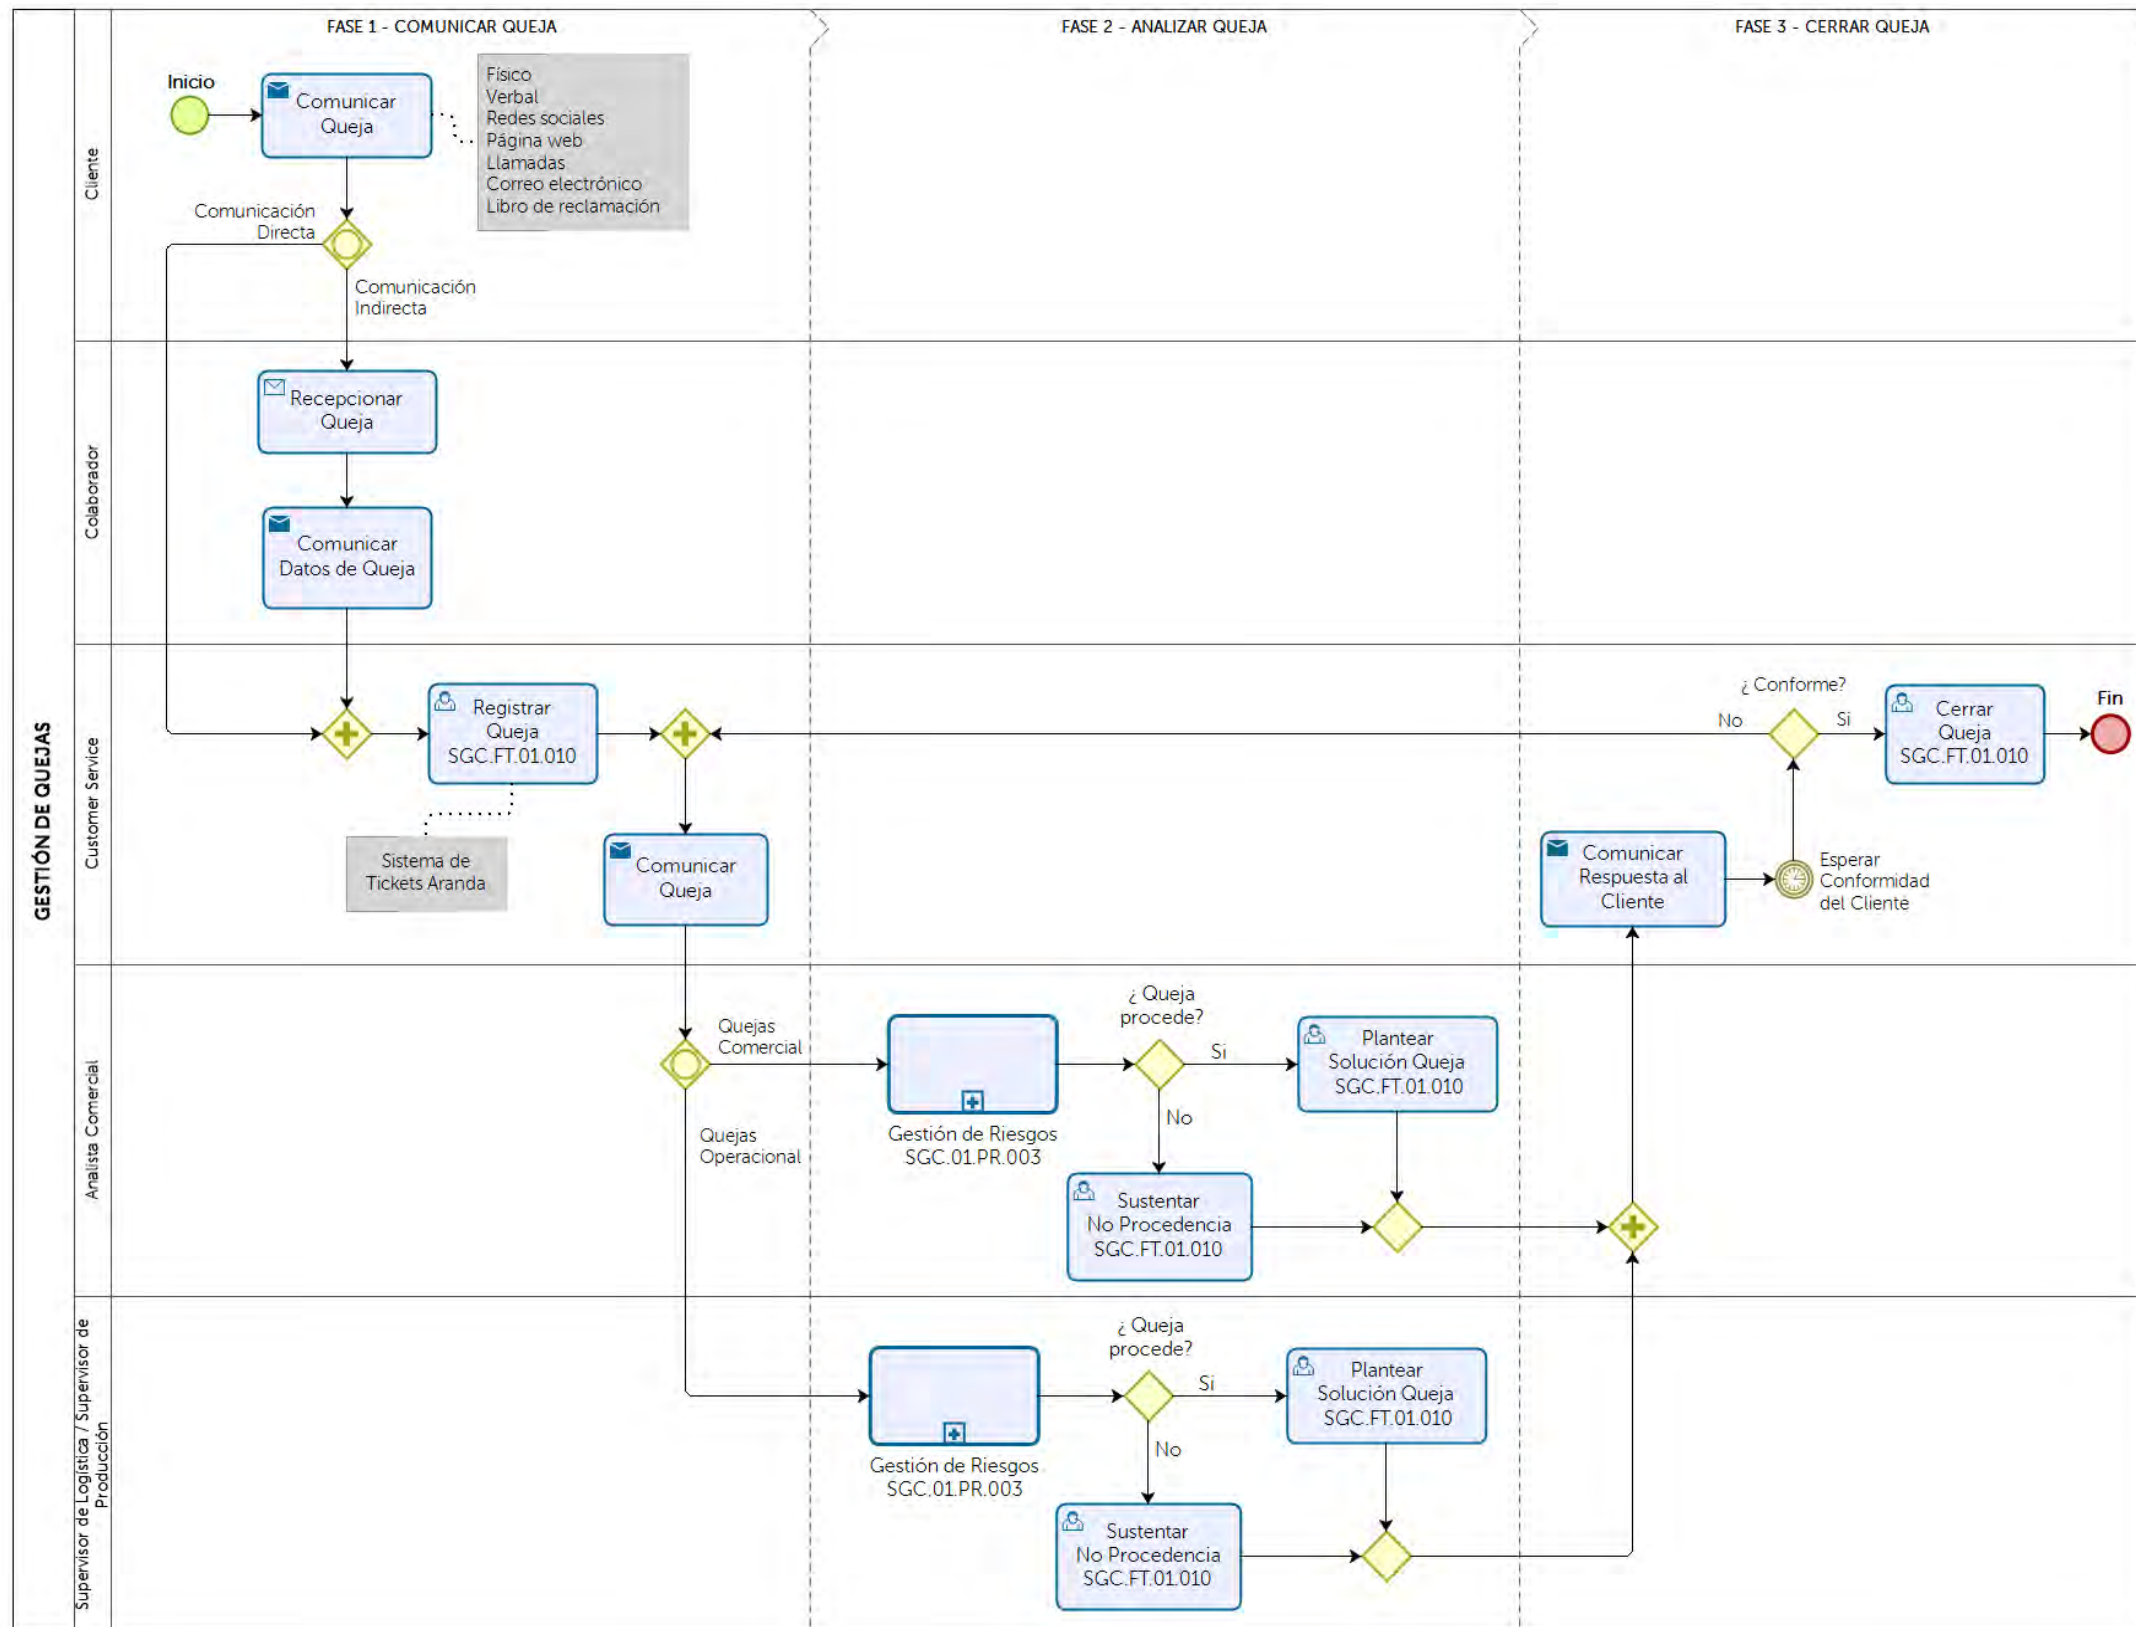 GESTIÓN DE QUEJAS
FASE 1 - COMUNICAR QUEJA
FASE 2 - ANALIZAR QUEJA
FASE 3 - CERRAR QUEJA
Cliente
Inicio
Comunicar
Queja
Físico
Verbal
Redes sociales
Página web
Llamadas
Correo electrónico
Libro de reclamación
Comunicación
Directa
Comunicación
Indirecta
Colaborador
Recepcionar
Queja
Comunicar
Datos de Queja
Customer Service
Registrar
Queja
SGC.FT.01.010
Sistema de
Tickets Aranda
Comunicar
Queja
Comunicar
Respuesta al
Cliente
Esperar
Conformidad
del Cliente
¿ Conforme?
No
Si
Cerrar
Queja
SGC.FT.01.010
Fin
Analista Comercial
Quejas
Comercial
Quejas
Operacional
Gestión de Riesgos
SGC.01.PR.003
¿ Queja
procede?
Si
No
Plantear
Solución Queja
SGC.FT.01.010
Sustentar
No Procedencia
SGC.FT.01.010
Supervisor de Logística / Supervisor de
Producción
Gestión de Riesgos
SGC.01.PR.003
¿ Queja
procede?
Si
No
Plantear
Solución Queja
SGC.FT.01.010
Sustentar
No Procedencia
SGC.FT.01.010